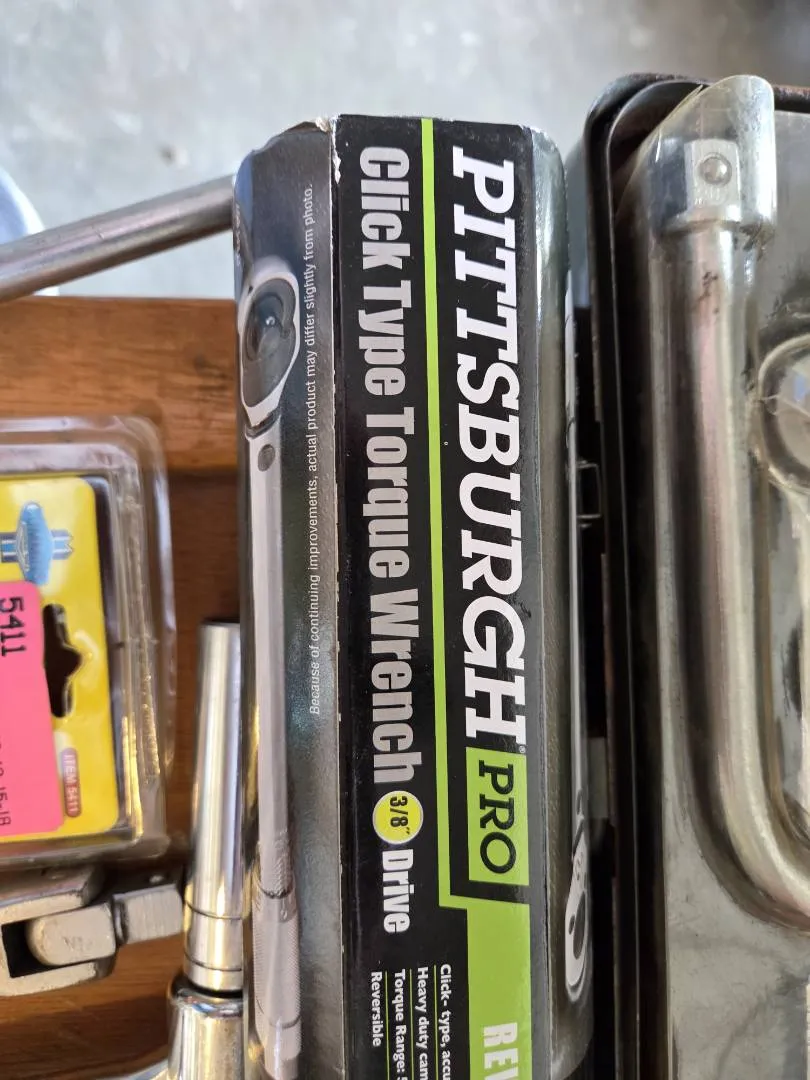 PITTSBURGH® PRO
Click Type Torque Wrench 3/8" Drive
Because of continuing improvements, actual product may differ slightly from photo.
Click- type, accu
Heavy duty cam
Torque Range:
Reversible
REV
5411
ITEM 5411